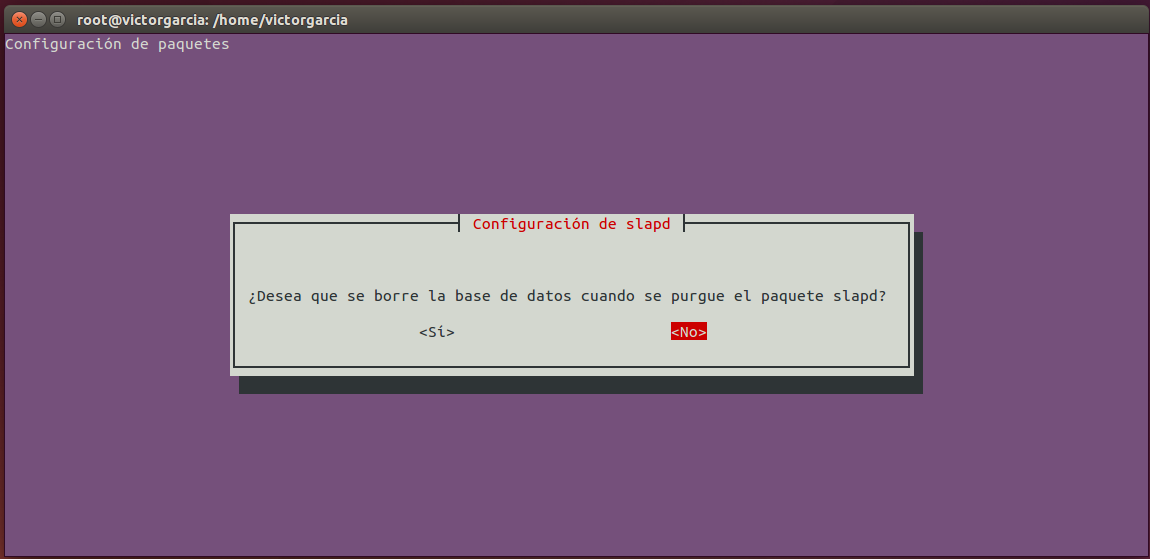 root@victorgarcia: /home/victorgarcia
Configuración de paquetes
Configuración de slapd
¿Desea que se borre la base de datos cuando se purgue el paquete slapd?
<Sí> <No>